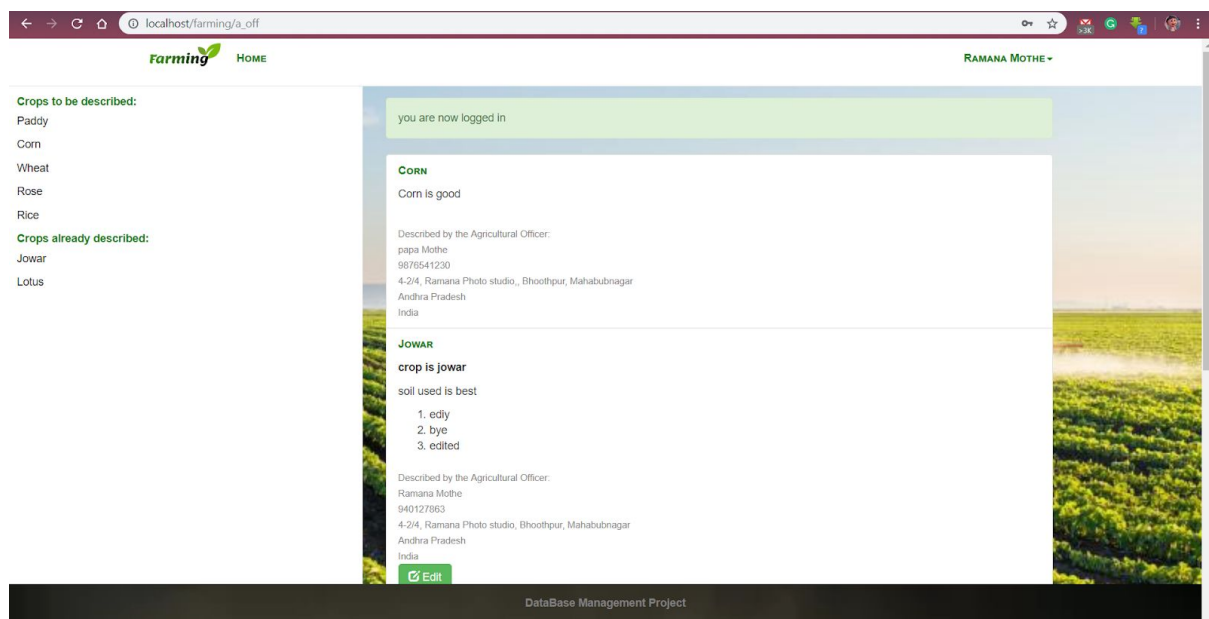 localhost/farming/a_off
>3K
?
Farming
HOME
RAMANA MOTHE
Crops to be described:
Paddy
Corn
Wheat
Rose
Rice
Crops already described:
Jowar
Lotus
you are now logged in
CORN
Corn is good
Described by the Agricultural Officer:
papa Mothe
9876541230
4-2/4, Ramana Photo studio,, Bhoothpur, Mahabubnagar
Andhra Pradesh
India
JOWAR
crop is jowar
soil used is best
1. ediy
2. bye
3. edited
Described by the Agricultural Officer:
Ramana Mothe
940127863
4-2/4, Ramana Photo studio, Bhoothpur, Mahabubnagar
Andhra Pradesh
India
Edit
DataBase Management Project